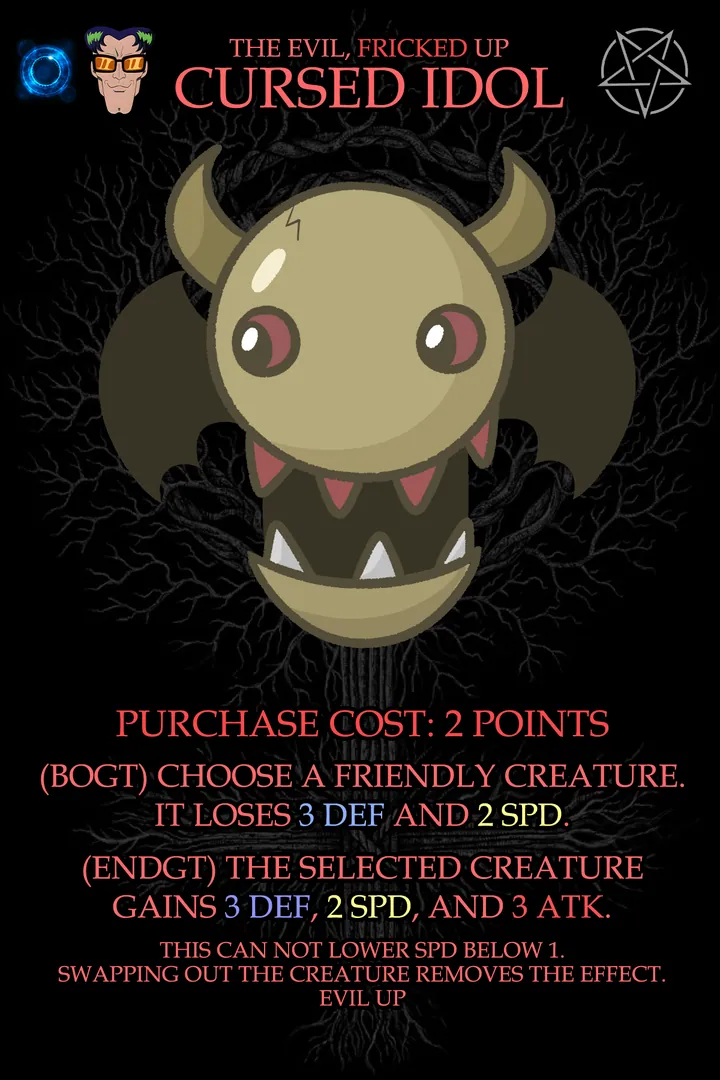 THE EVIL, FRICKED UP
CURSED IDOL
PURCHASE COST: 2 POINTS
(BOGT) CHOOSE A FRIENDLY CREATURE.
IT LOSES 3 DEF AND 2 SPD.
(ENDGT) THE SELECTED CREATURE
GAINS 3 DEF, 2 SPD, AND 3 ATK.
THIS CAN NOT LOWER SPD BELOW 1.
SWAPPING OUT THE CREATURE REMOVES THE EFFECT.
EVIL UP